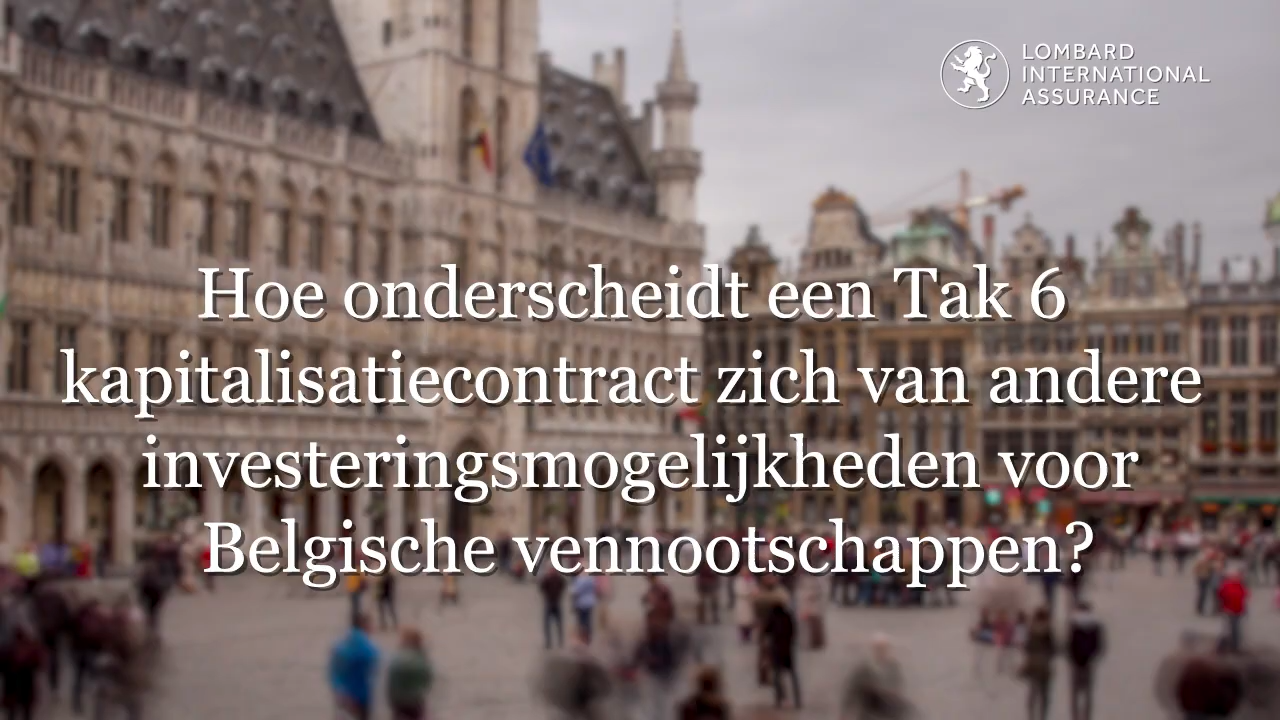 LOMBARD
INTERNATIONAL
ASSURANCE
Hoe onderscheidt een Tak 6
kapitalisatiecontract zich van andere
investeringsmogelijkheden voor
Belgische vennootschappen?